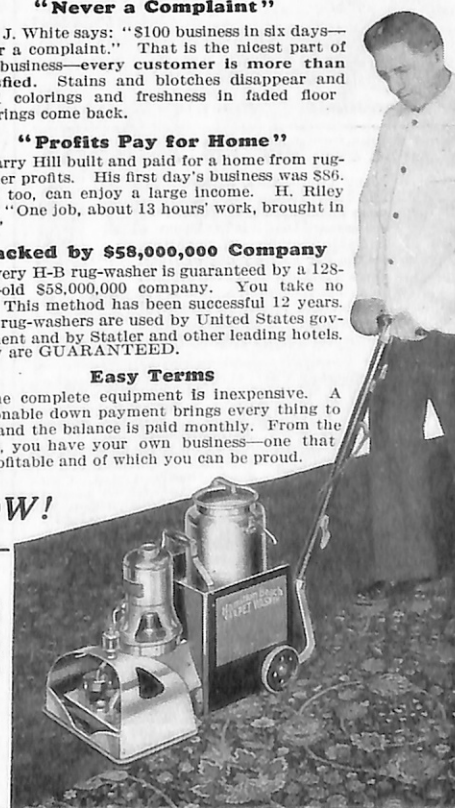 "Never a Complaint"
J. White says: "$100 business in six days—
r a complaint." That is the nicest part of
business—every customer is more than
fied. Stains and blotches disappear and
colorings and freshness in faded floor
rings come back.
"Profits Pay for Home"
arry Hill built and paid for a home from rug-
er profits. His first day's business was $86.
too, can enjoy a large income. H. Riley
"One job, about 13 hours' work, brought in
acked by $58,000,000 Company
very H-B rug-washer is guaranteed by a 128-
-old $58,000,000 company. You take no
This method has been successful 12 years.
rug-washers are used by United States gov-
ent and by Statler and other leading hotels.
are GUARANTEED.
Easy Terms
e complete equipment is inexpensive. A
onable down payment brings every thing to
and the balance is paid monthly. From the
, you have your own business—one that
ofitable and of which you can be proud.
W!
CARPET WASHER